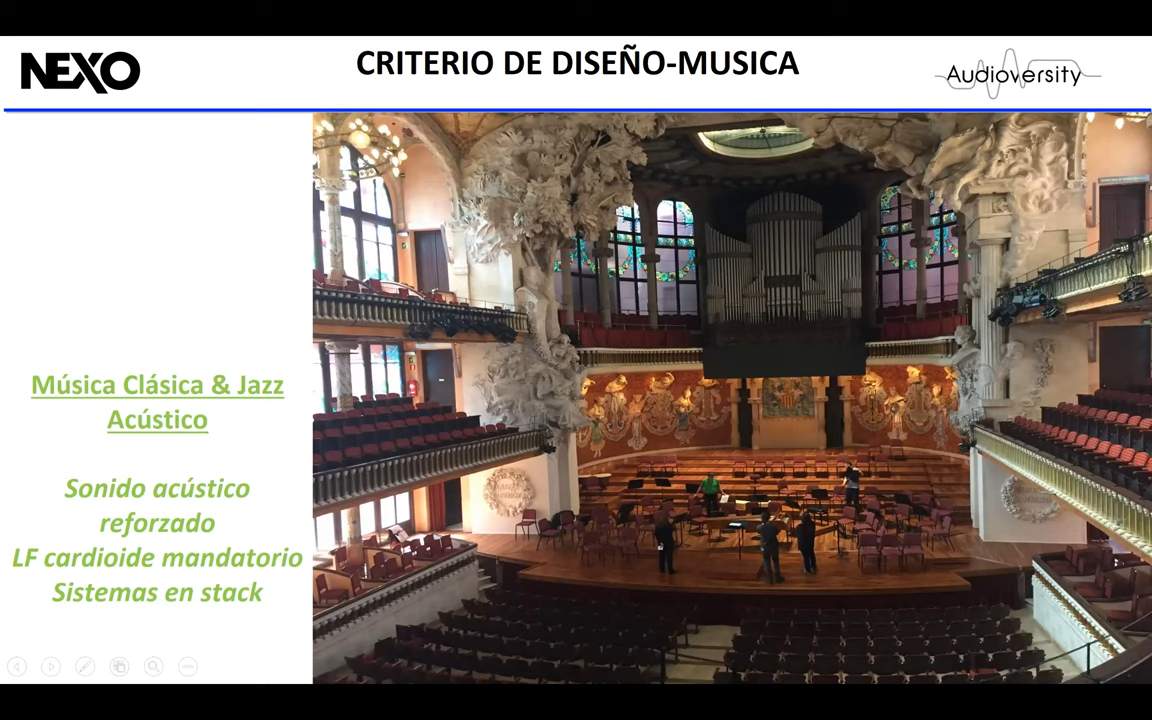 NEXO
CRITERIO DE DISEÑO-MUSICA
Audioversity
Música Clásica & Jazz
Acústico
Sonido acústico
reforzado
LF cardioide mandatorio
Sistemas en stack